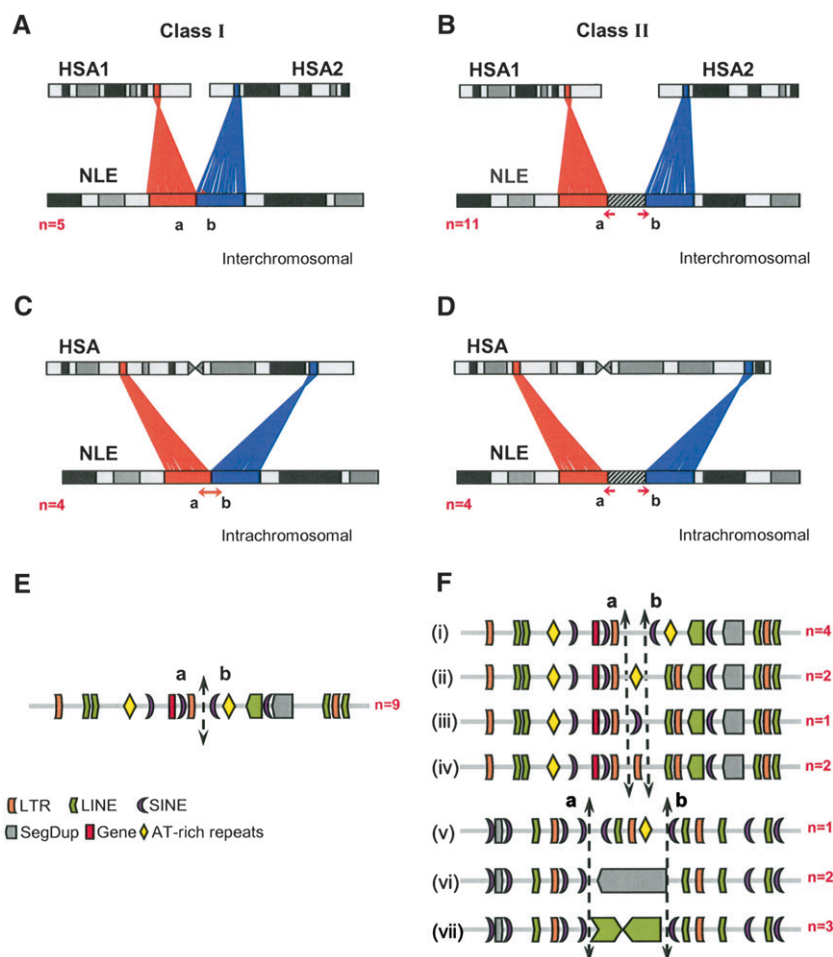 A
Class I
HSA1
HSA2
NLE
n=5
a
b
Interchromosomal
B
Class II
HSA1
HSA2
NLE
n=11
a
b
Interchromosomal
C
HSA
NLE
n=4
a
b
Intrachromosomal
D
HSA
NLE
n=4
a
b
Intrachromosomal
E
a
b
n=9
LTR
LINE
SINE
SegDup
Gene
AT-rich repeats
F
a
b
(i)
n=4
(ii)
n=2
(iii)
n=1
(iv)
n=2
a
b
(v)
n=1
(vi)
n=2
(vii)
n=3